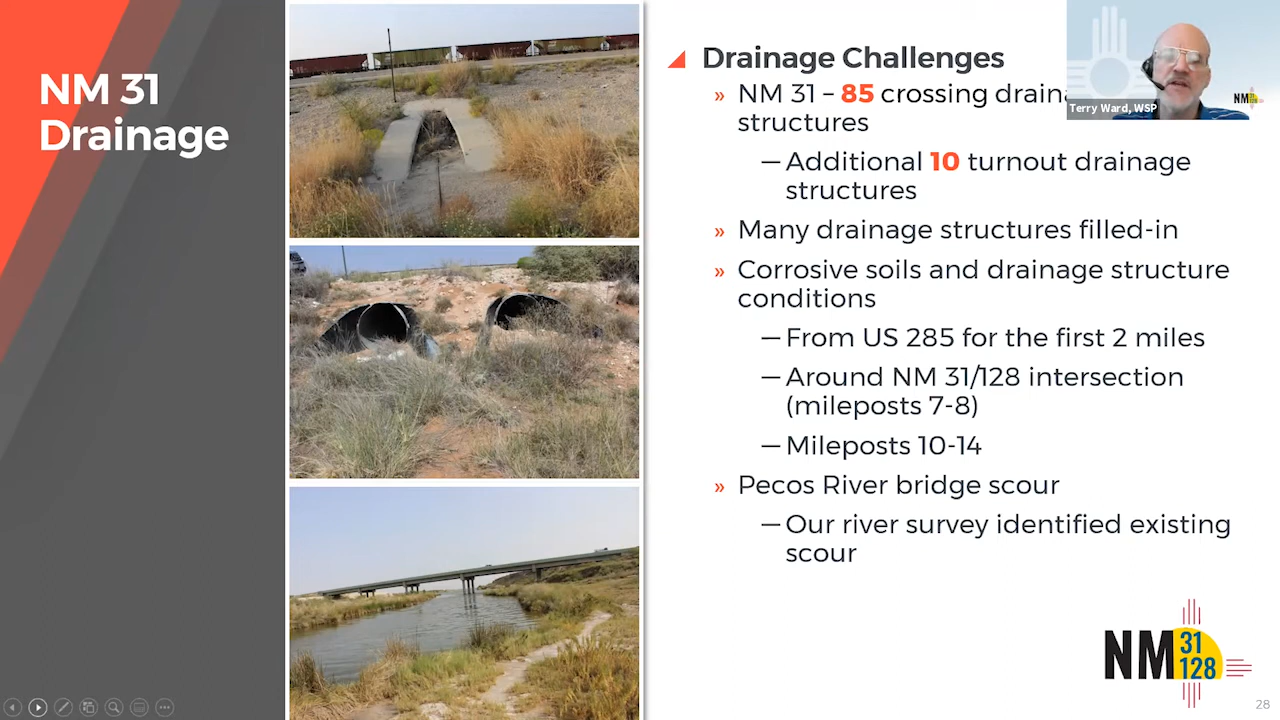 NM 31
Drainage
Drainage Challenges
» NM 31 – 85 crossing
structures
— Additional 10 turnout drainage
structures
» Many drainage structures filled-in
» Corrosive soils and drainage structure
conditions
— From US 285 for the first 2 miles
— Around NM 31/128 intersection
(mileposts 7-8)
— Mileposts 10-14
» Pecos River bridge scour
— Our river survey identified existing
scour
Terry Ward, WSP
NM
NM 31
128
28